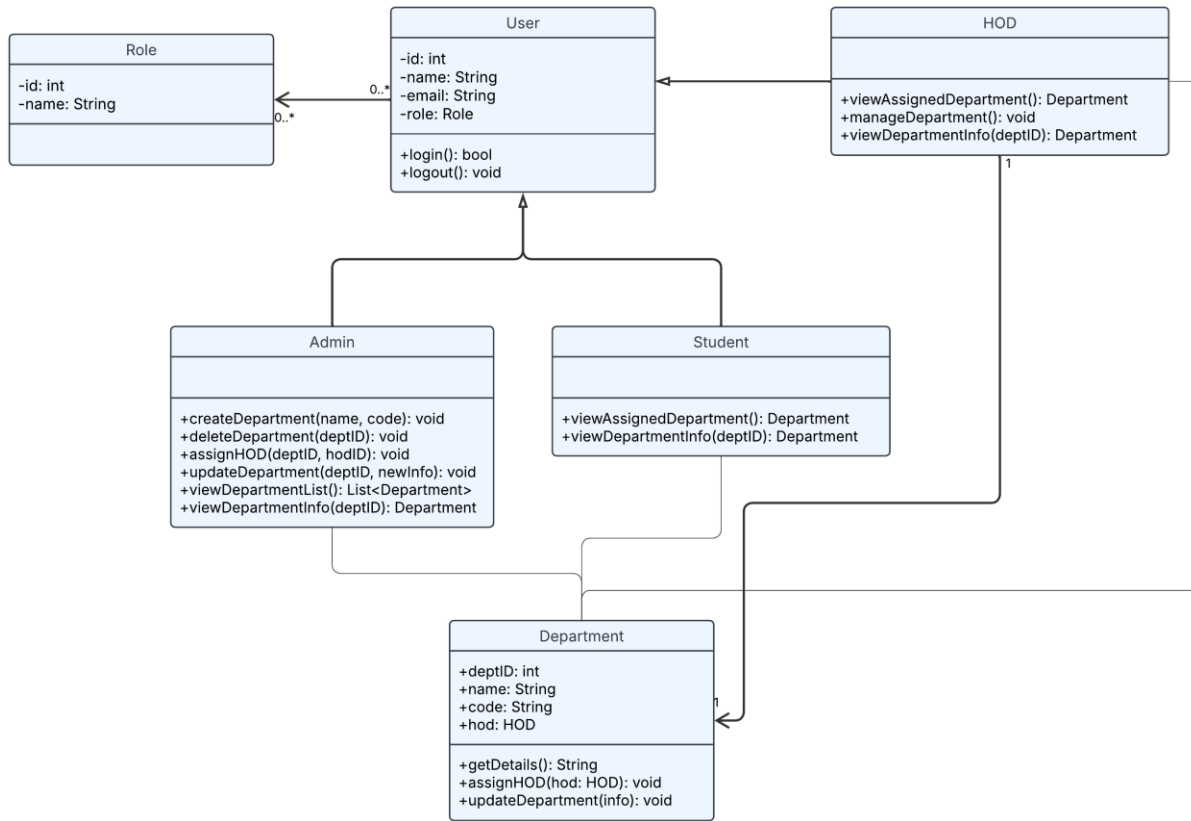 Role
-id: int
-name: String
0..*
0..*
User
-id: int
-name: String
-email: String
-role: Role
+login(): bool
+logout(): void
HOD
+viewAssignedDepartment(): Department
+manageDepartment(): void
+viewDepartmentInfo(deptID): Department
1
Admin
+createDepartment(name, code): void
+deleteDepartment(deptID): void
+assignHOD(deptID, hodID): void
+updateDepartment(deptID, newInfo): void
+viewDepartmentList(): List<Department>
+viewDepartmentInfo(deptID): Department
Student
+viewAssignedDepartment(): Department
+viewDepartmentInfo(deptID): Department
Department
+deptID: int
+name: String
+code: String
+hod: HOD
+getDetails(): String
+assignHOD(hod: HOD): void
+updateDepartment(info): void
1